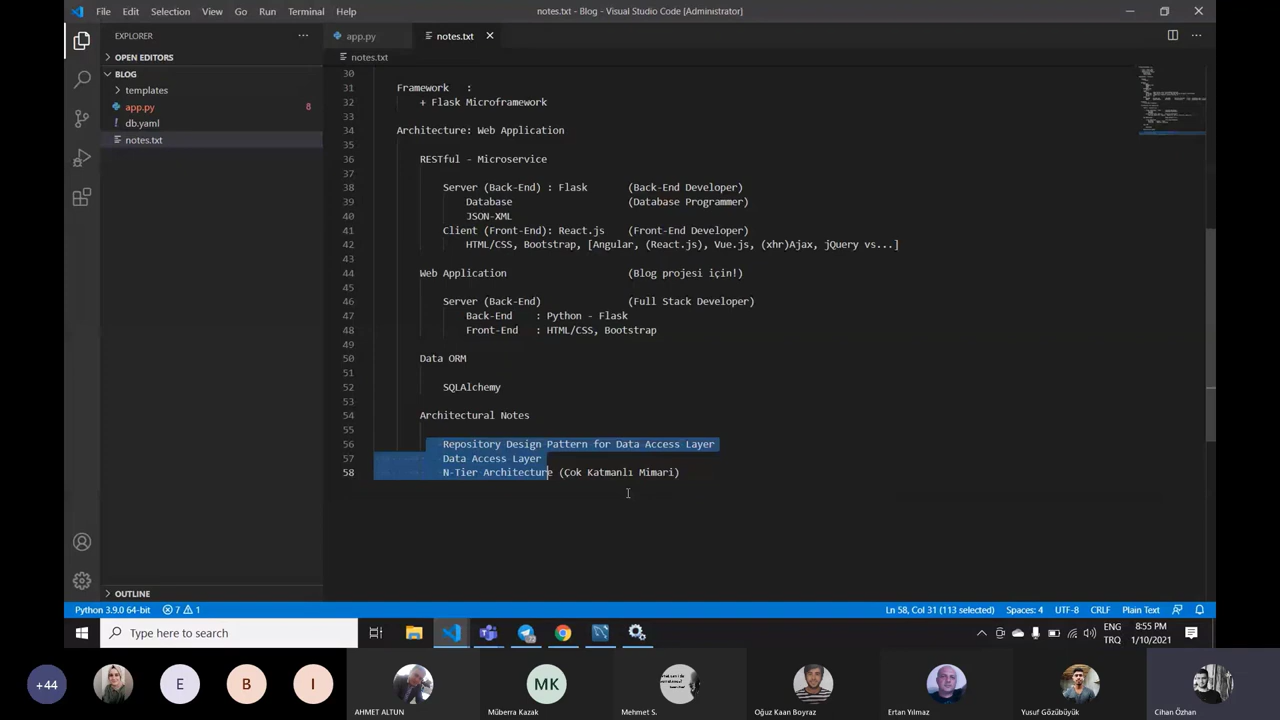 File Edit Selection View Go Run Terminal Help
notes.txt - Blog - Visual Studio Code [Administrator]
EXPLORER
OPEN EDITORS
BLOG
templates
app.py 8
db.yaml
notes.txt
OUTLINE
app.py
notes.txt
notes.txt
30
31 Framework :
32 + Flask Microframework
33
34 Architecture: Web Application
35
36 RESTful - Microservice
37
38 Server (Back-End) : Flask (Back-End Developer)
39 Database (Database Programmer)
40 JSON-XML
41 Client (Front-End): React.js (Front-End Developer)
42 HTML/CSS, Bootstrap, [Angular, (React.js), Vue.js, (xhr)Ajax, jQuery vs...]
43
44 Web Application (Blog projesi için!)
45
46 Server (Back-End) (Full Stack Developer)
47 Back-End : Python - Flask
48 Front-End : HTML/CSS, Bootstrap
49
50 Data ORM
51
52 SQLAlchemy
53
54 Architectural Notes
55
56 Repository Design Pattern for Data Access Layer
57 Data Access Layer
58 N-Tier Architecture (Çok Katmanlı Mimari)
Python 3.9.0 64-bit 7 1
Ln 58, Col 31 (113 selected) Spaces: 4 UTF-8 CRLF Plain Text
Type here to search
ENG
TRQ
8:55 PM
1/10/2021
+44
E
B
I
MK
AHMET ALTUN
Müberra Kazak
Mehmet S.
Oğuz Kaan Boyraz
Ertan Yılmaz
Yusuf Gözübüyük
Cihan Özhan